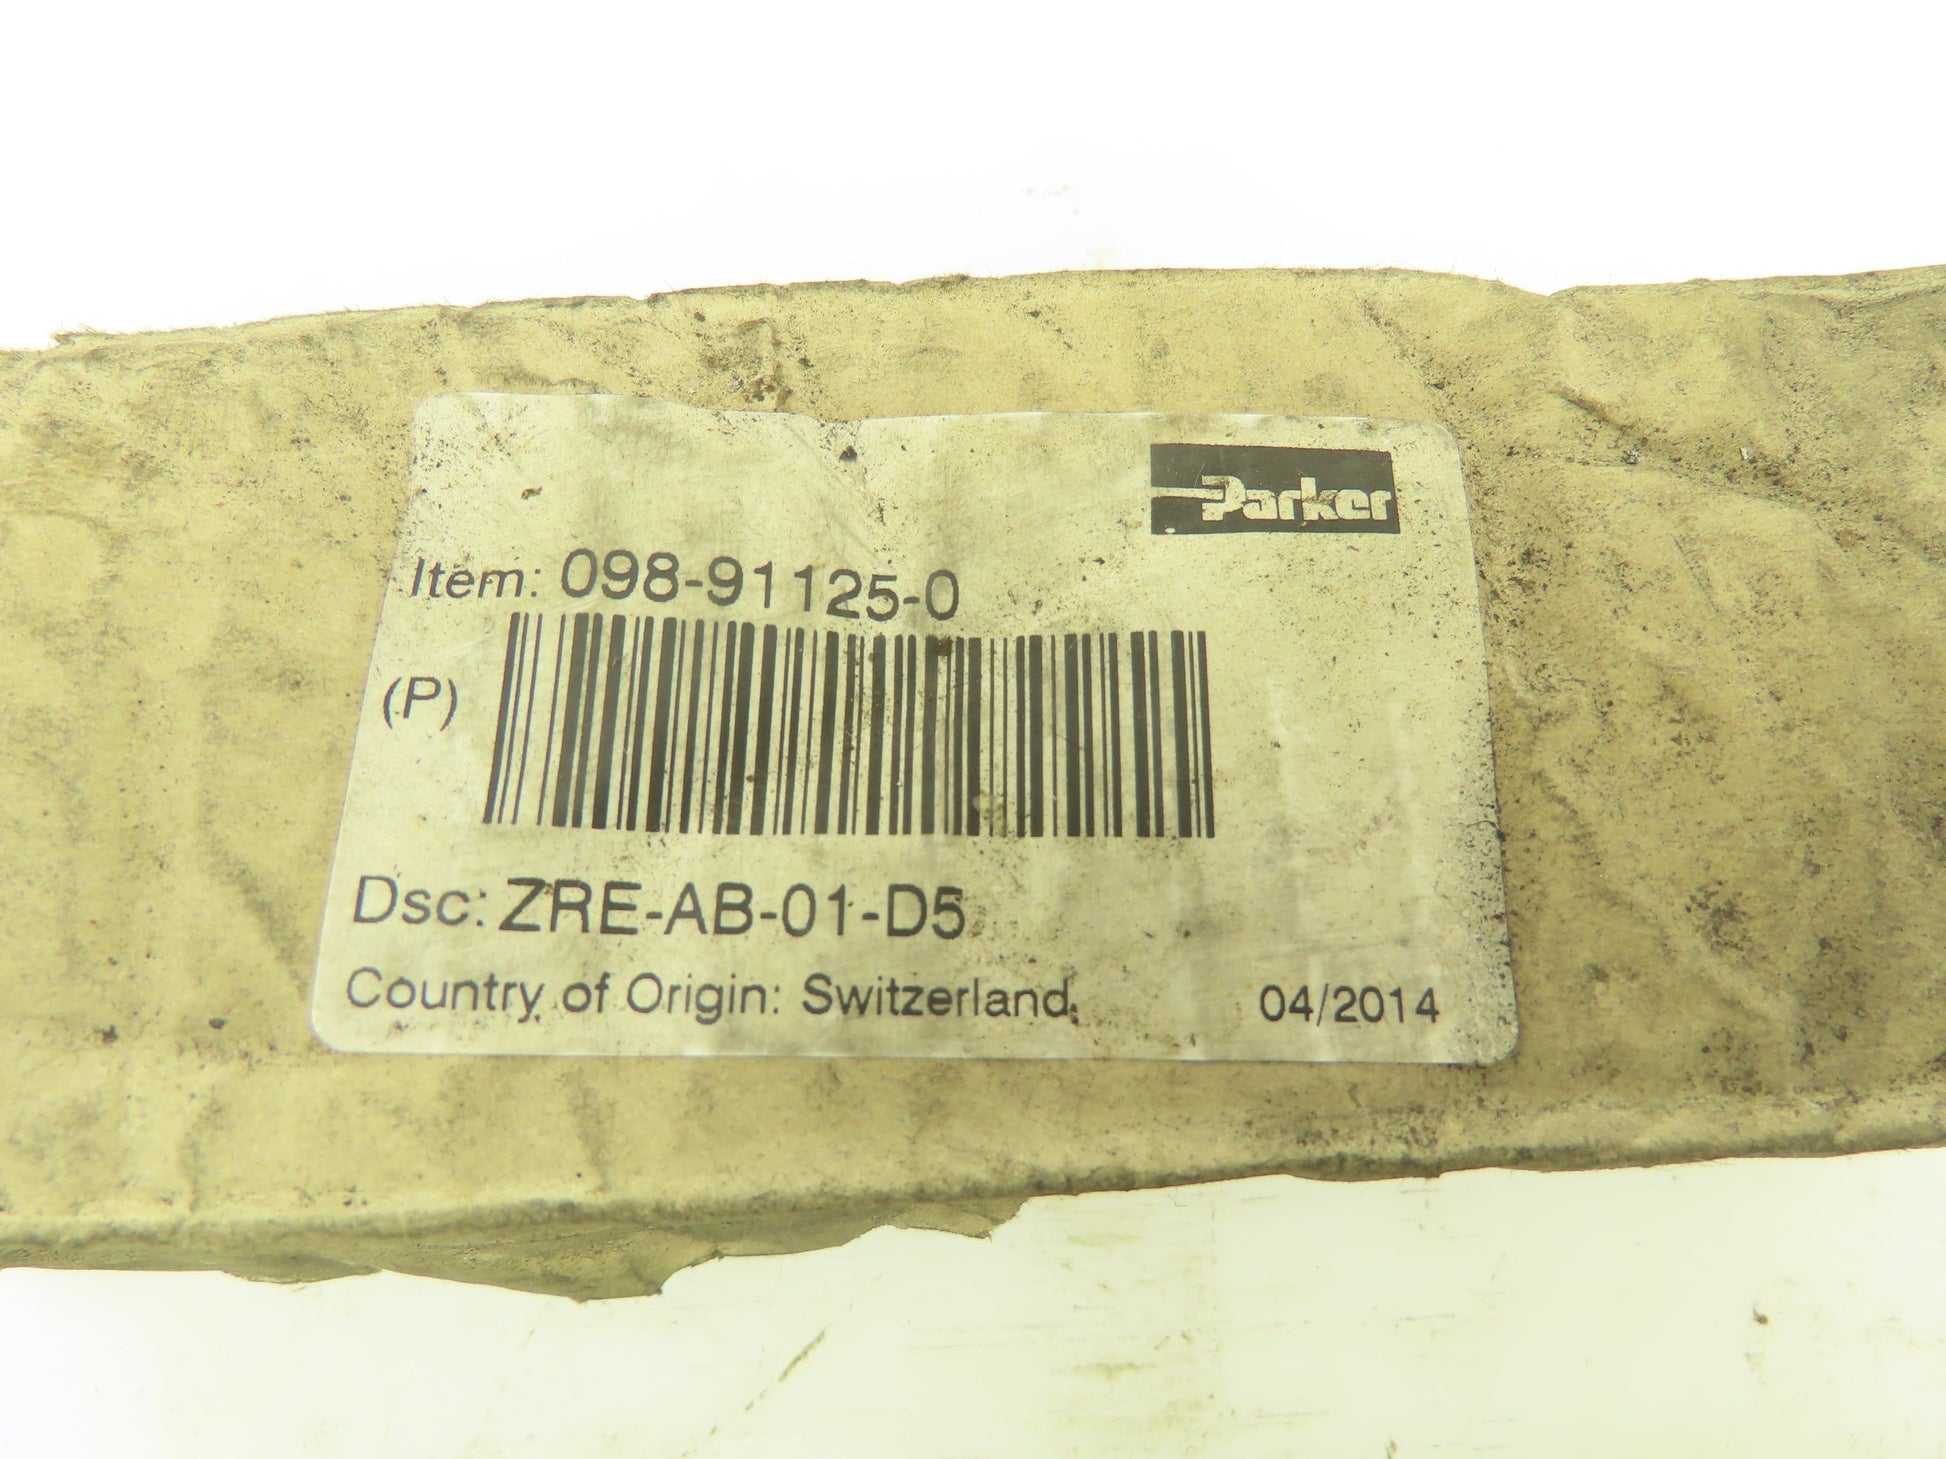 Parker
Item: 098-91125-0
(P)
Dsc: ZRE-AB-01-D5
Country of Origin: Switzerland
04/2014